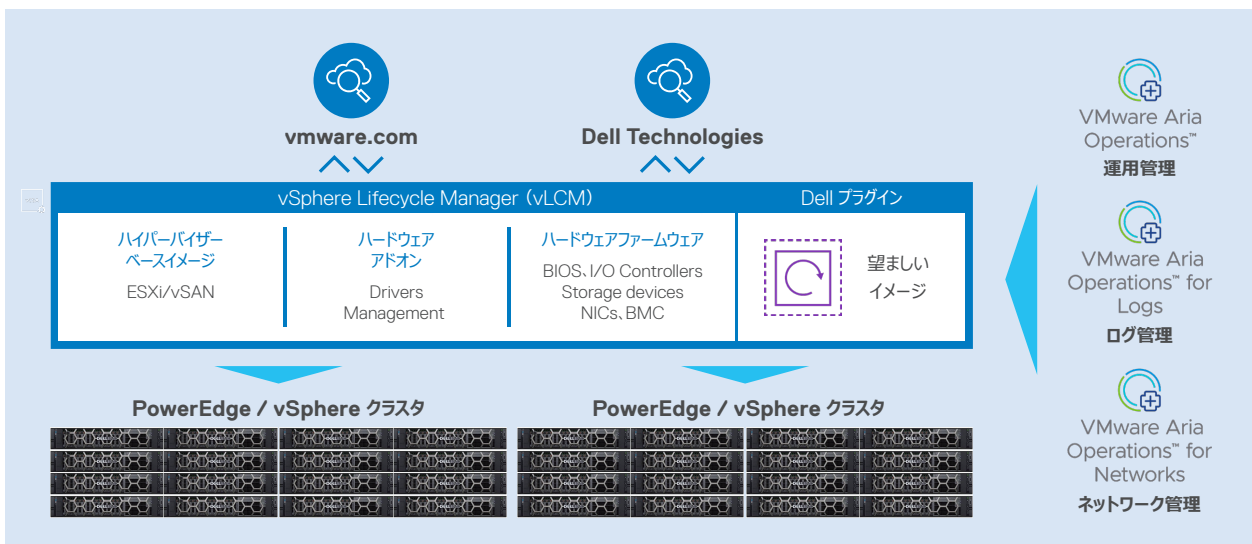 vmware.com
Dell Technologies
vSphere Lifecycle Manager (vLCM)
Dell プラグイン
ハイパーバイザー
ベースイメージ
ESXi/vSAN
ハードウェア
アドオン
Drivers
Management
ハードウェアファームウェア
BIOS、I/O Controllers
Storage devices
NICs、BMC
望ましい
イメージ
PowerEdge / vSphere クラスタ
PowerEdge / vSphere クラスタ
VMware Aria
Operations™
運用管理
VMware Aria
Operations™ for
Logs
ログ管理
VMware Aria
Operations™ for
Networks
ネットワーク管理